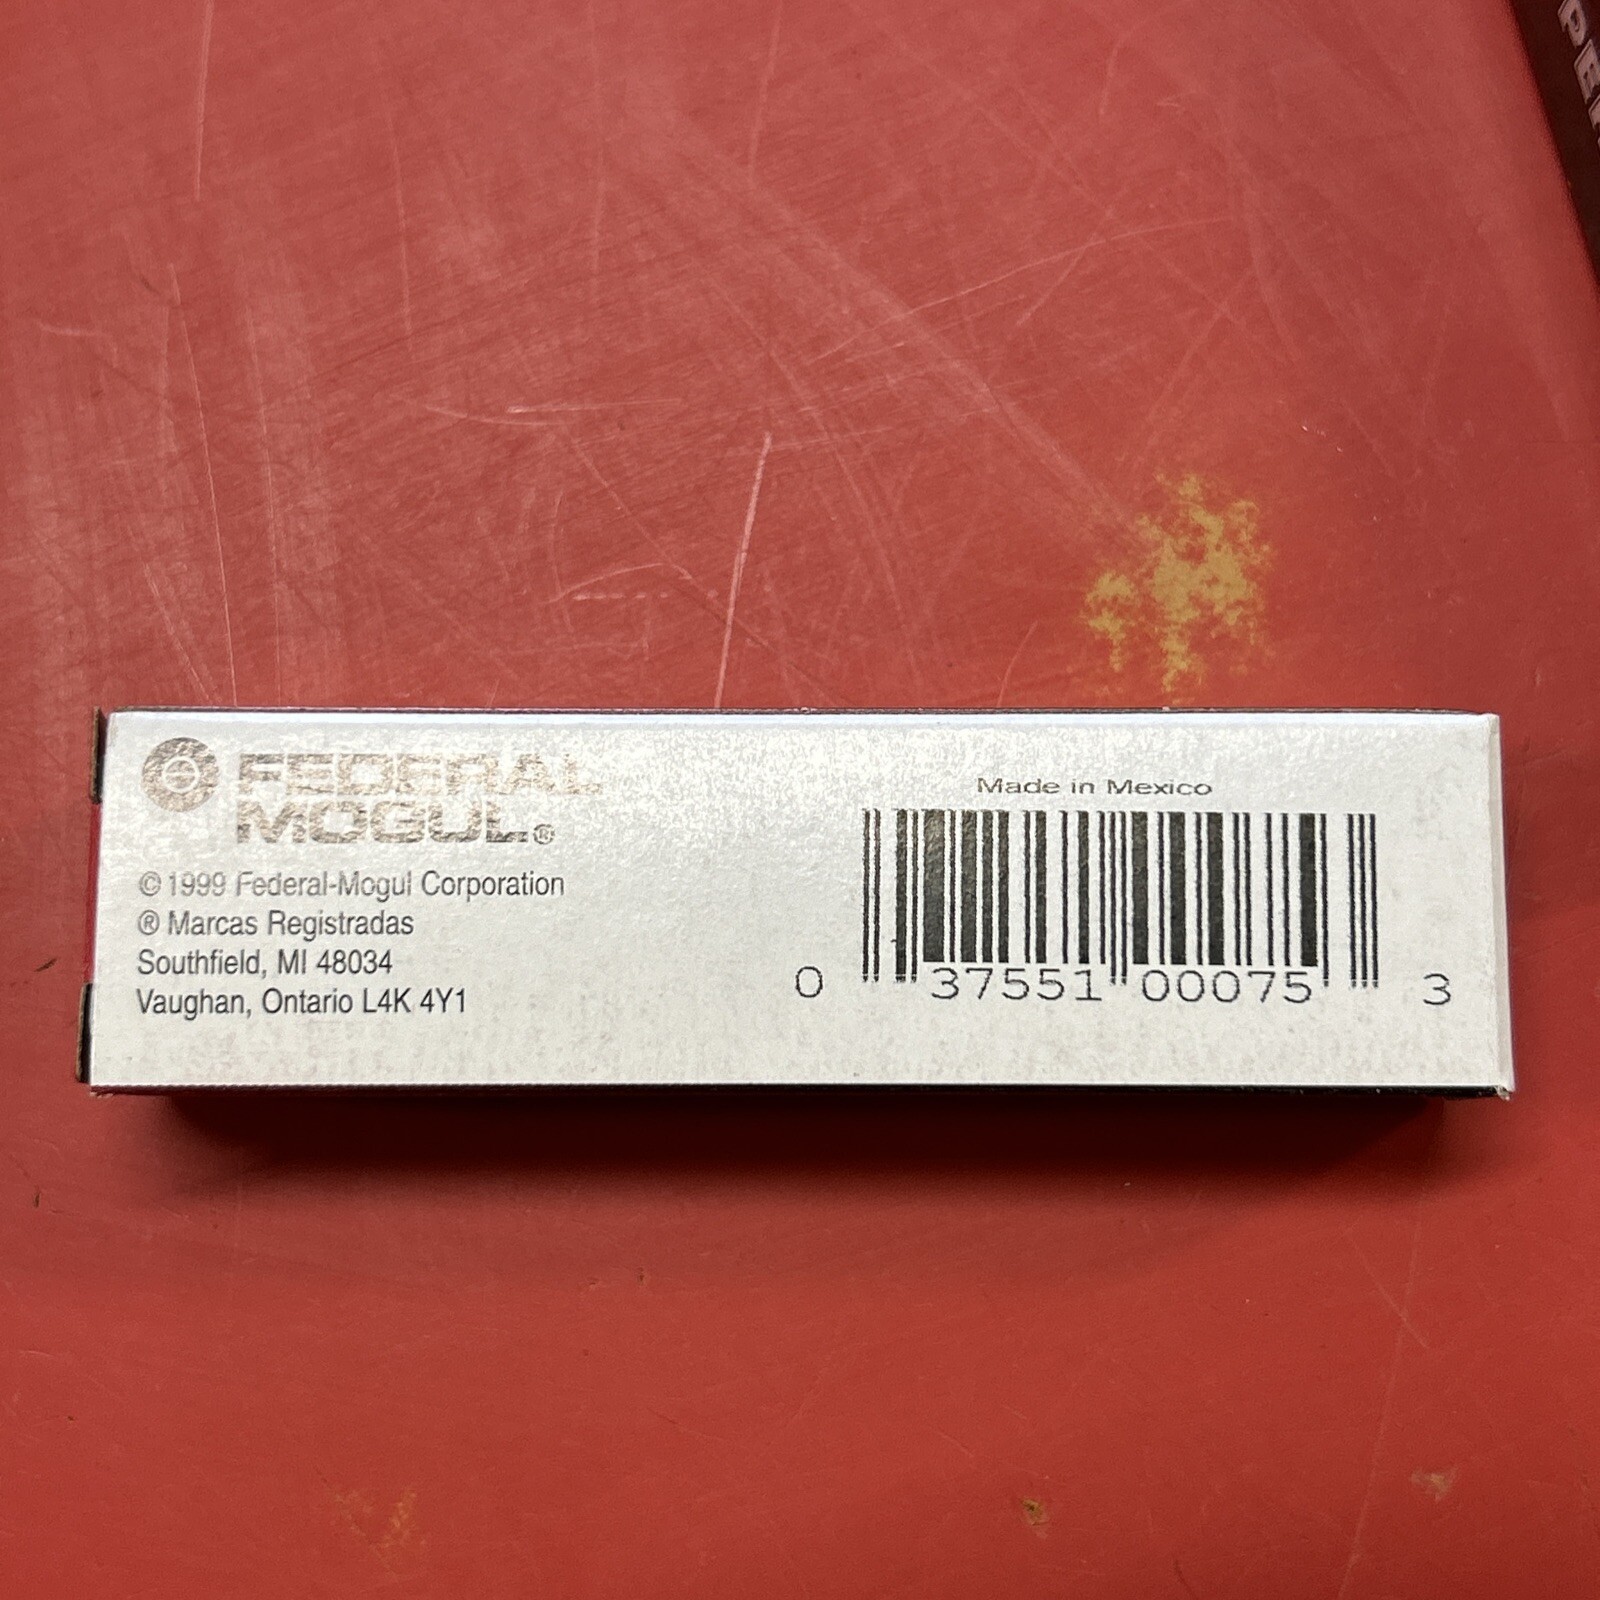 FEDERAL
MOGUL®
© 1999 Federal-Mogul Corporation
® Marcas Registradas
Southfield, MI 48034
Vaughan, Ontario L4K 4Y1
Made in Mexico
0 37551 00075 3